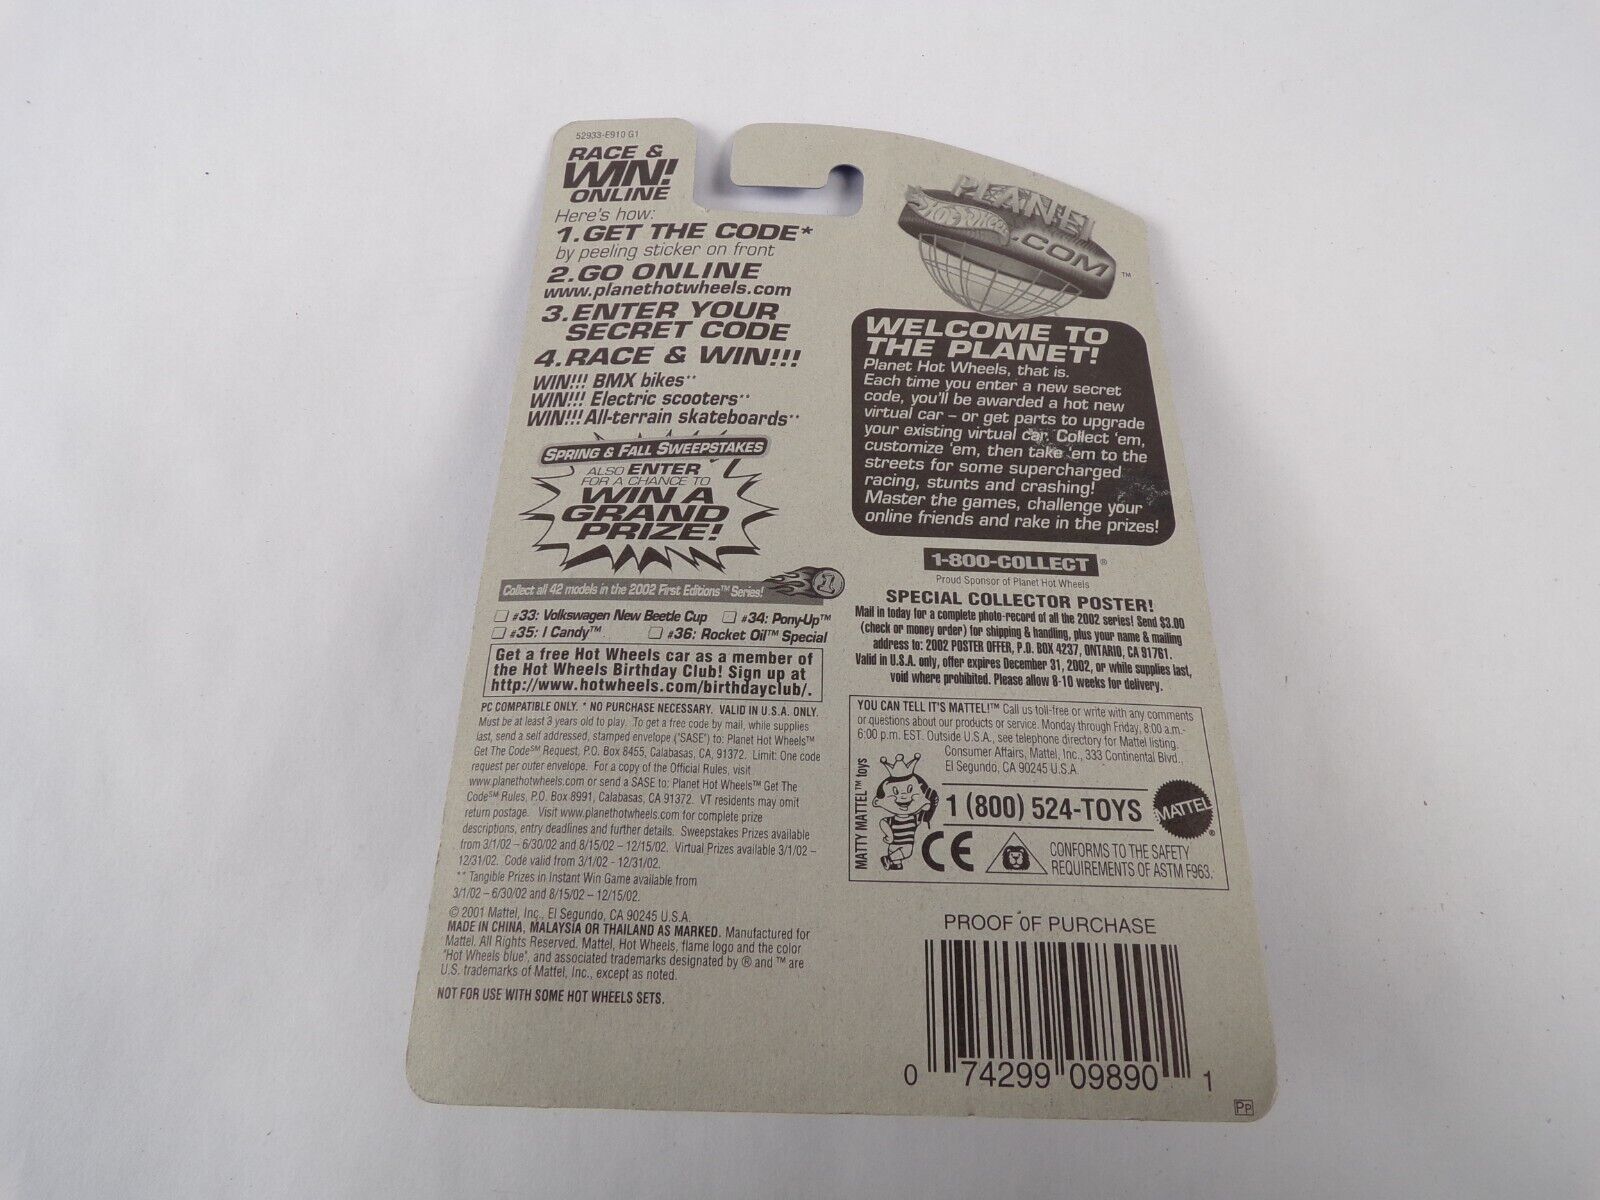 52933-E910 G1
RACE &
WIN!
ONLINE
Here's how:
1.GET THE CODE*
by peeling sticker on front
2.GO ONLINE
www.planethotwheels.com
3.ENTER YOUR
SECRET CODE
4.RACE & WIN!!!
WIN!!! BMX bikes**
WIN!!! Electric scooters**
WIN!!! All-terrain skateboards**
SPRING & FALL SWEEPSTAKES
ALSO ENTER
FOR A CHANCE TO
WIN A
GRAND
PRIZE!
Collect all 42 models in the 2002 First Editions™ Series!
1
#33: Volkswagen New Beetle Cup
#34: Pony-Up™
#35: I Candy™
#36: Rocket Oil™ Special
Get a free Hot Wheels car as a member of
the Hot Wheels Birthday Club! Sign up at
http://www.hotwheels.com/birthdayclub/.
PC COMPATIBLE ONLY. * NO PURCHASE NECESSARY. VALID IN U.S.A. ONLY.
Must be at least 3 years old to play. To get a free code by mail, while supplies
last, send a self addressed, stamped envelope ("SASE") to: Planet Hot Wheels™
Get The Code℠ Request, P.O. Box 8455, Calabasas, CA, 91372. Limit: One code
request per outer envelope. For a copy of the Official Rules, visit
www.planethotwheels.com or send a SASE to: Planet Hot Wheels™ Get The
Code℠ Rules, P.O. Box 8991, Calabasas, CA 91372. VT residents may omit
return postage. Visit www.planethotwheels.com for complete prize
descriptions, entry deadlines and further details. Sweepstakes Prizes available
from 3/1/02 – 6/30/02 and 8/15/02 – 12/15/02. Virtual Prizes available 3/1/02 –
12/31/02. Code valid from 3/1/02 - 12/31/02.
** Tangible Prizes in Instant Win Game available from
3/1/02 – 6/30/02 and 8/15/02 – 12/15/02.
© 2001 Mattel, Inc., El Segundo, CA 90245 U.S.A.
MADE IN CHINA, MALAYSIA OR THAILAND AS MARKED. Manufactured for
Mattel. All Rights Reserved. Mattel, Hot Wheels, flame logo and the color
"Hot Wheels blue", and associated trademarks designated by ® and ™ are
U.S. trademarks of Mattel, Inc., except as noted.
NOT FOR USE WITH SOME HOT WHEELS SETS.
PLANET
HOT WHEELS
.COM
™
WELCOME TO
THE PLANET!
Planet Hot Wheels, that is.
Each time you enter a new secret
code, you'll be awarded a hot new
virtual car – or get parts to upgrade
your existing virtual car. Collect 'em,
customize 'em, then take 'em to the
streets for some supercharged
racing, stunts and crashing!
Master the games, challenge your
online friends and rake in the prizes!
1-800-COLLECT®
Proud Sponsor of Planet Hot Wheels
SPECIAL COLLECTOR POSTER!
Mail in today for a complete photo-record of all the 2002 series! Send $3.00
(check or money order) for shipping & handling, plus your name & mailing
address to: 2002 POSTER OFFER, P.O. BOX 4237, ONTARIO, CA 91761.
Valid in U.S.A. only, offer expires December 31, 2002, or while supplies last,
void where prohibited. Please allow 8-10 weeks for delivery.
YOU CAN TELL IT'S MATTEL!™ Call us toll-free or write with any comments
or questions about our products or service. Monday through Friday, 8:00 a.m.-
6:00 p.m. EST. Outside U.S.A., see telephone directory for Mattel listing.
Consumer Affairs, Mattel, Inc., 333 Continental Blvd.,
El Segundo, CA 90245 U.S.A.
MATTY MATTEL™ toys
1 (800) 524-TOYS
MATTEL®
CE
CONFORMS TO THE SAFETY
REQUIREMENTS OF ASTM F963.
PROOF OF PURCHASE
0 74299 09890 1
PP